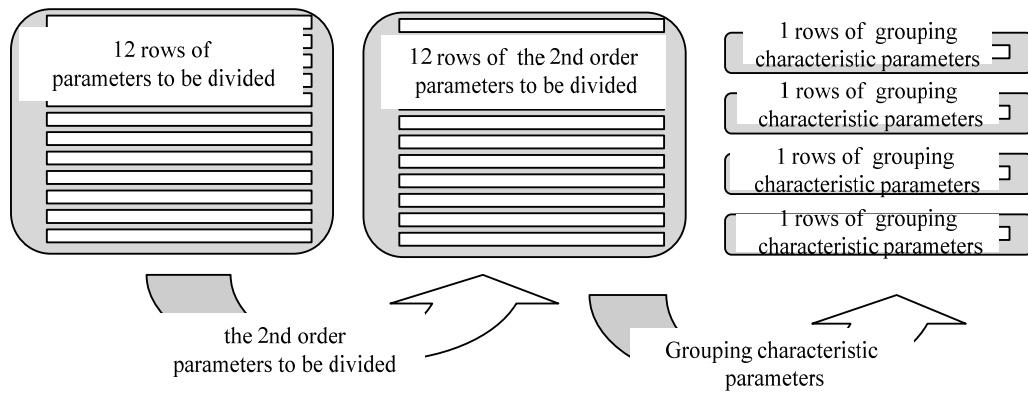 12 rows of
parameters to be divided
12 rows of the 2nd order
parameters to be divided
1 rows of grouping
characteristic parameters
1 rows of grouping
characteristic parameters
1 rows of grouping
characteristic parameters
1 rows of grouping
characteristic parameters
the 2nd order
parameters to be divided
Grouping characteristic
parameters